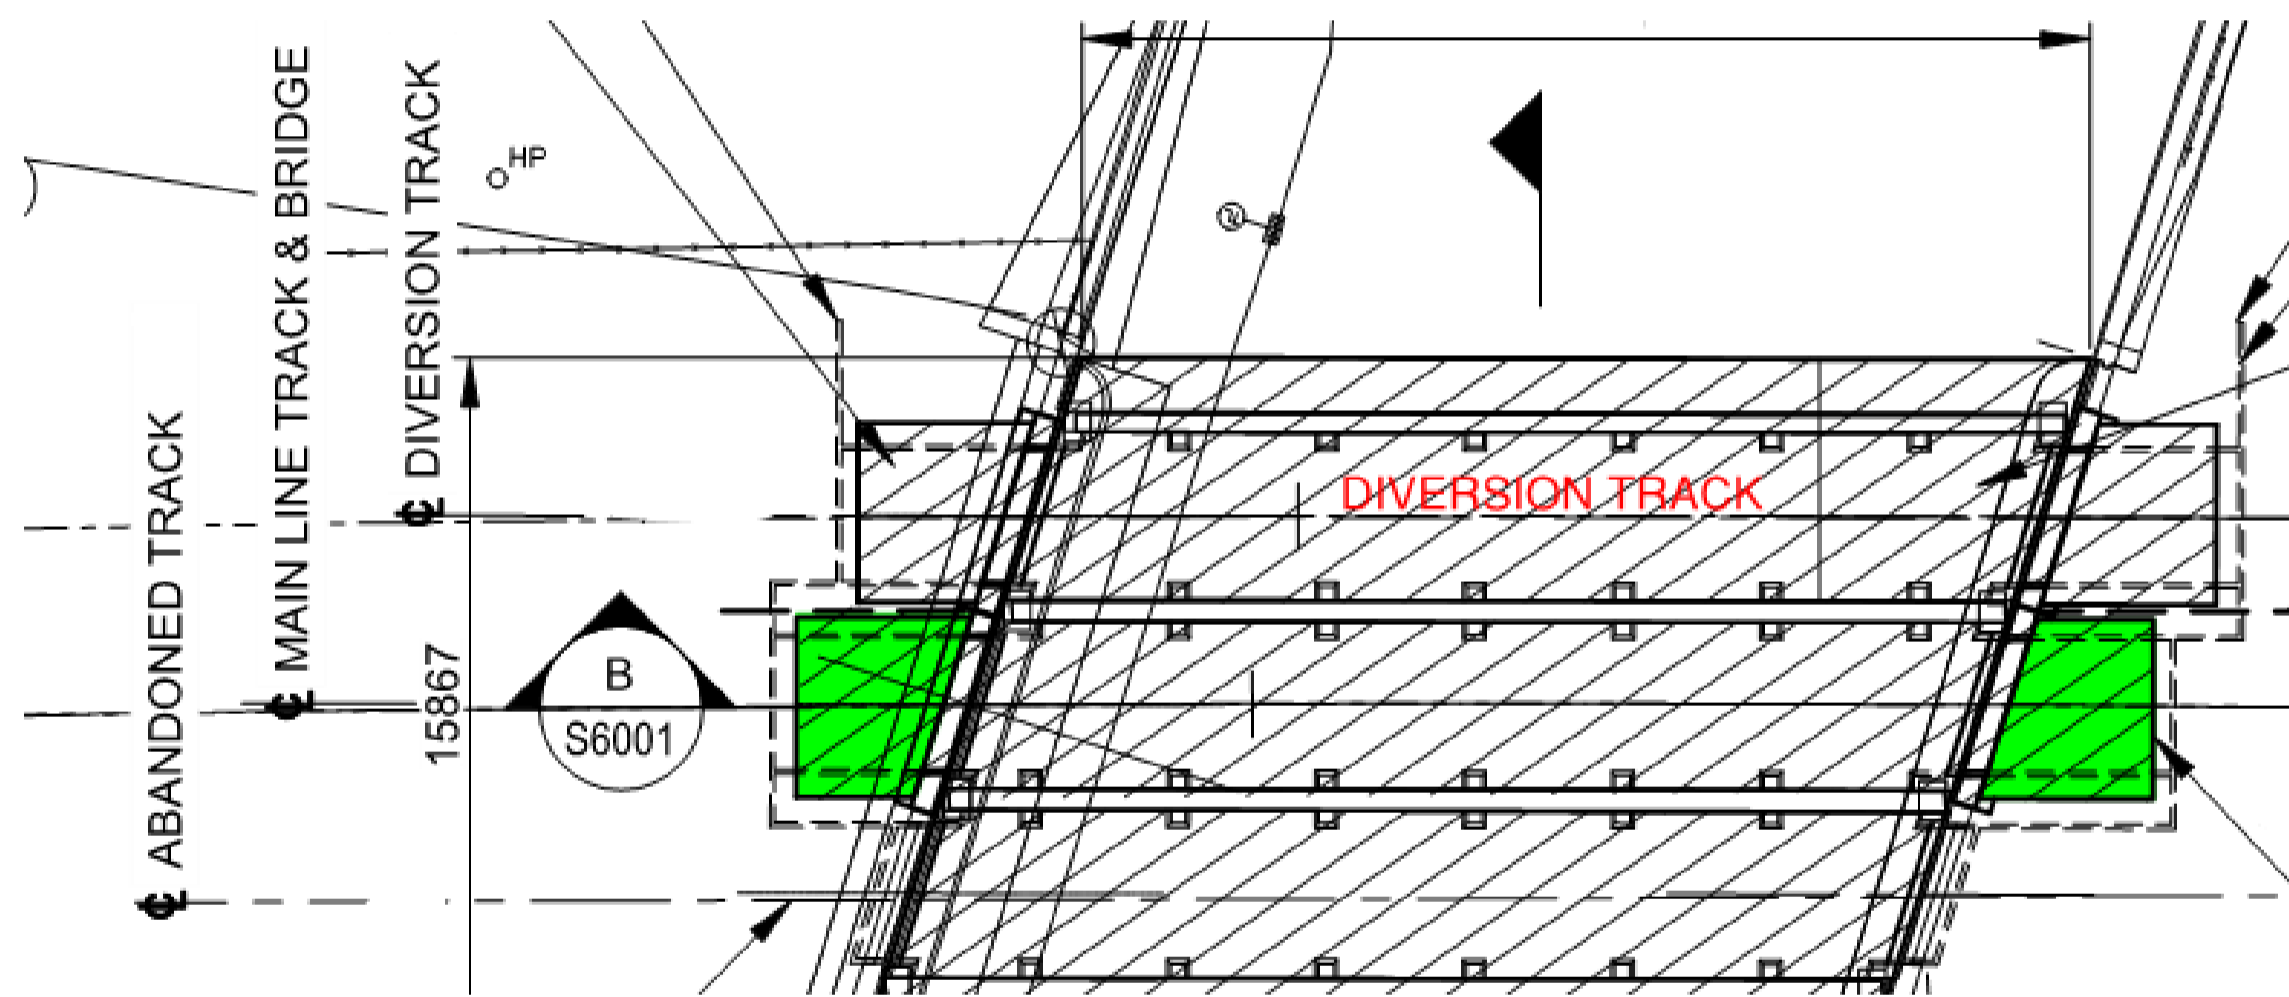 ℄ ABANDONED TRACK
℄ MAIN LINE TRACK & BRIDGE
℄ DIVERSION TRACK
HP
15867
B
S6001
DIVERSION TRACK